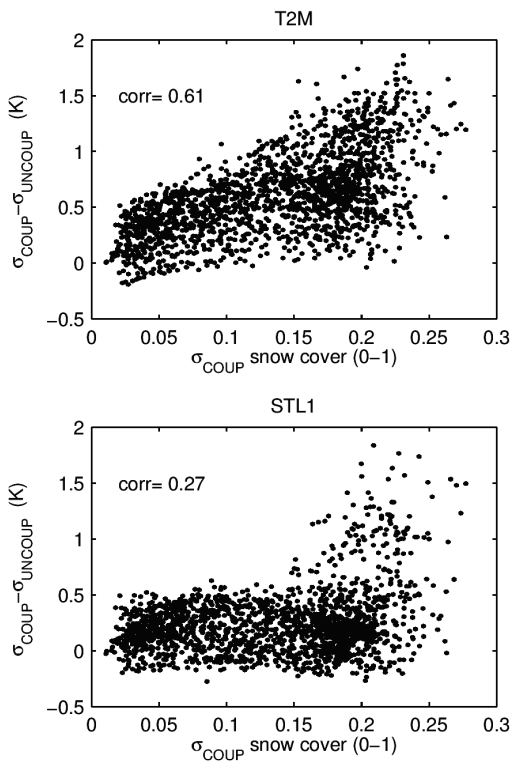 T2M
2
1.5
1
0.5
0
−0.5
corr= 0.61
σCOUP−σUNCOUP (K)
0 0.05 0.1 0.15 0.2 0.25 0.3
σCOUP snow cover (0−1)
STL1
2
1.5
1
0.5
0
−0.5
corr= 0.27
σCOUP−σUNCOUP (K)
0 0.05 0.1 0.15 0.2 0.25 0.3
σCOUP snow cover (0−1)